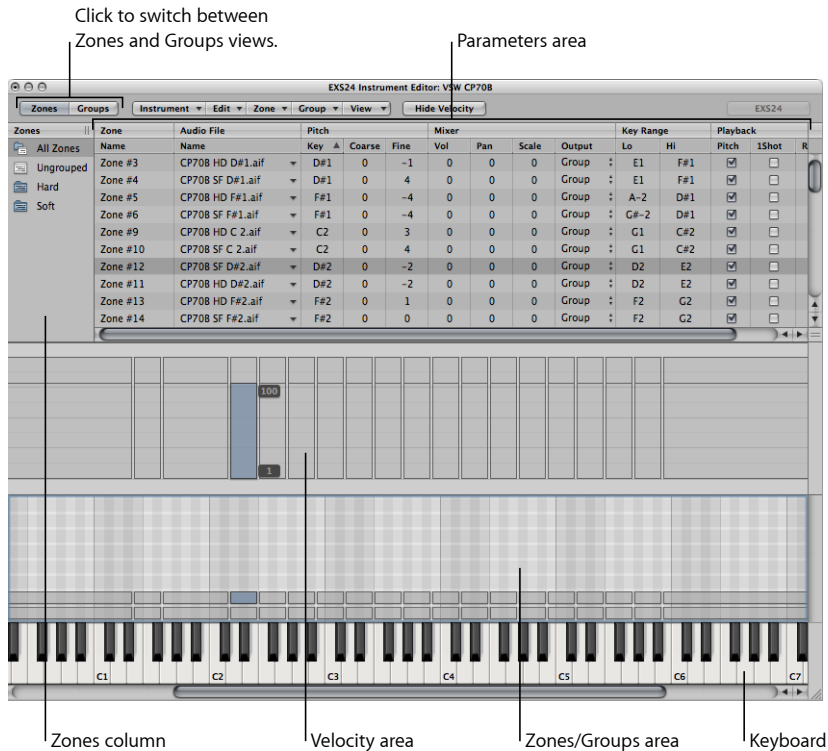 Click to switch between
Zones and Groups views.
Parameters area
EXS24 Instrument Editor: VSW CP70B
Zones Groups Instrument Edit Zone Group View Hide Velocity EXS24
Zones Zone Audio File Pitch Mixer Key Range Playback
All Zones Name Name Key Coarse Fine Vol Pan Scale Output Lo Hi Pitch 1Shot R
Zone #3 CP70B HD D#1.aif D#1 0 -1 0 0 0 Group E1 F#1
Ungrouped Zone #4 CP70B SF D#1.aif D#1 0 4 0 0 0 Group E1 F#1
Hard Zone #5 CP70B HD F#1.aif F#1 0 -4 0 0 0 Group A-2 D#1
Soft Zone #6 CP70B SF F#1.aif F#1 0 -4 0 0 0 Group G#-2 D#1
Zone #9 CP70B HD C 2.aif C2 0 3 0 0 0 Group G1 C#2
Zone #10 CP70B SF C 2.aif C2 0 4 0 0 0 Group G1 C#2
Zone #12 CP70B SF D#2.aif D#2 0 -2 0 0 0 Group D2 E2
Zone #11 CP70B HD D#2.aif D#2 0 -2 0 0 0 Group D2 E2
Zone #13 CP70B HD F#2.aif F#2 0 1 0 0 0 Group F2 G2
Zone #14 CP70B SF F#2.aif F#2 0 0 0 0 0 Group F2 G2
100
1
C1 C2 C3 C4 C5 C6 C7
Zones column Velocity area Zones/Groups area Keyboard